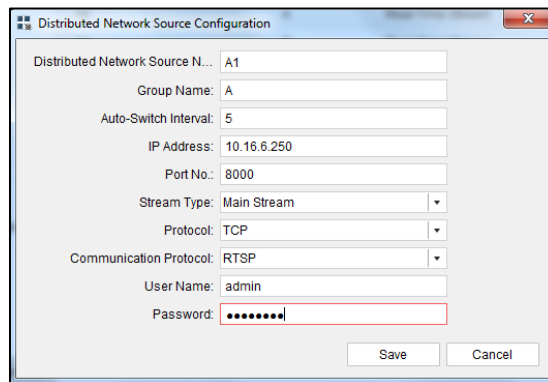 Distributed Network Source Configuration
Distributed Network Source N... A1
Group Name: A
Auto-Switch Interval: 5
IP Address: 10.16.6.250
Port No.: 8000
Stream Type: Main Stream
Protocol: TCP
Communication Protocol: RTSP
User Name: admin
Password: ●●●●●●●●
Save Cancel